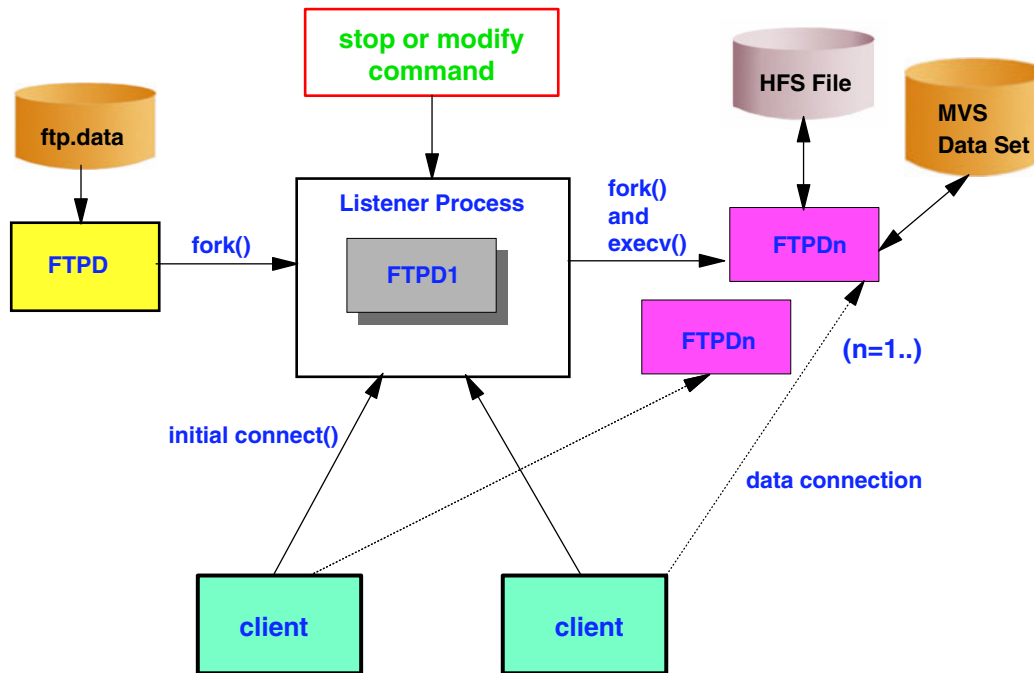 stop or modify
command
HFS File
ftp.data
MVS
Data Set
Listener Process
fork()
and
execv()
FTPD
fork()
FTPD1
FTPDn
FTPDn
(n=1..)
initial connect()
data connection
client
client